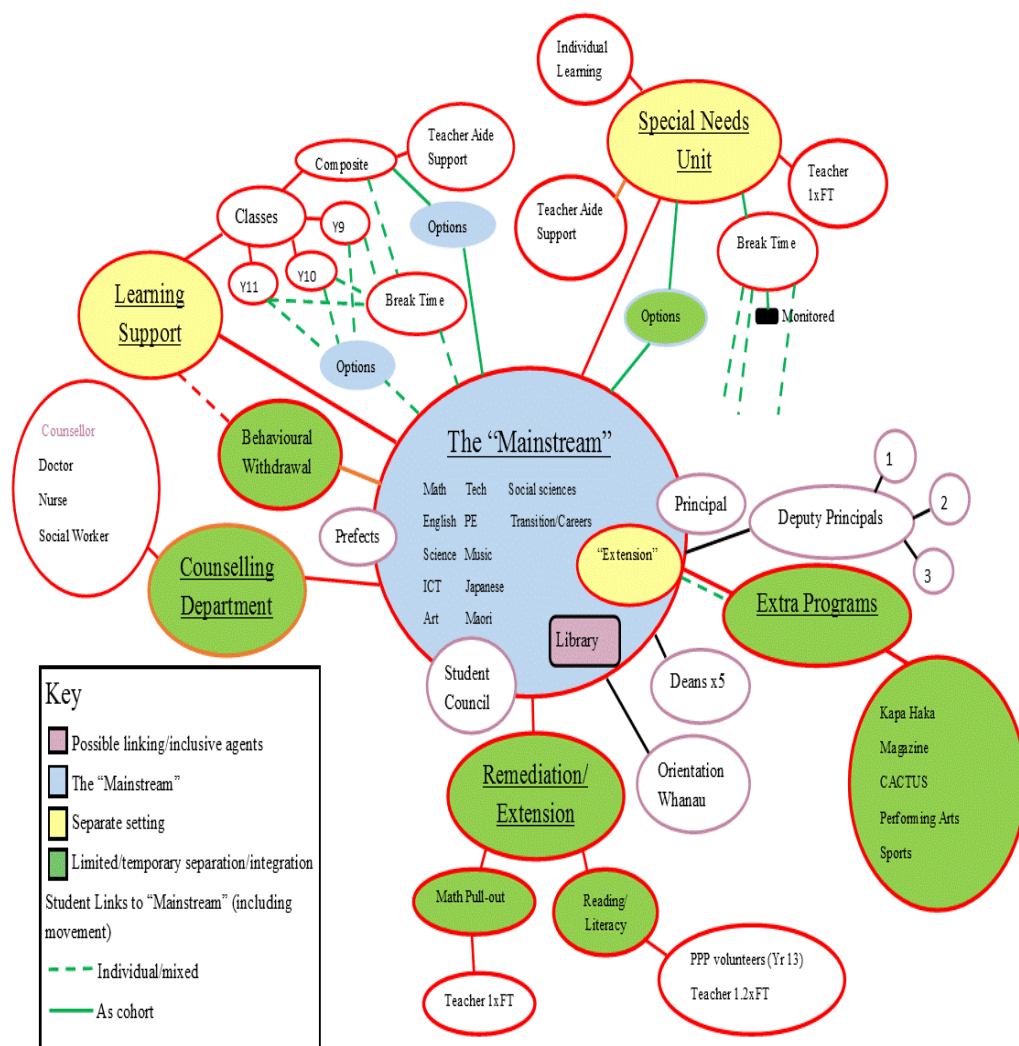 Individual
Learning
Special Needs
Unit
Teacher
1xFT
Teacher Aide
Support
Break Time
Monitored
Options
Teacher Aide
Support
Composite
Options
Classes
Y9
Y10
Y11
Break Time
Options
Learning
Support
Behavioural
Withdrawal
Counsellor
Doctor
Nurse
Social Worker
Counselling
Department
Prefects
The “Mainstream”
Math Tech Social sciences
English PE Transition/Careers
Science Music
ICT Japanese
Art Maori
Principal
“Extension”
Library
Student
Council
Deputy Principals
1
2
3
Extra Programs
Kapa Haka
Magazine
CACTUS
Performing Arts
Sports
Deans x5
Orientation
Whanau
Remediation/
Extension
Math Pull-out
Teacher 1xFT
Reading/
Literacy
PPP volunteers (Yr 13)
Teacher 1.2xFT
Key
Possible linking/inclusive agents
The “Mainstream”
Separate setting
Limited/temporary separation/integration
Student Links to “Mainstream” (including
movement)
Individual/mixed
As cohort